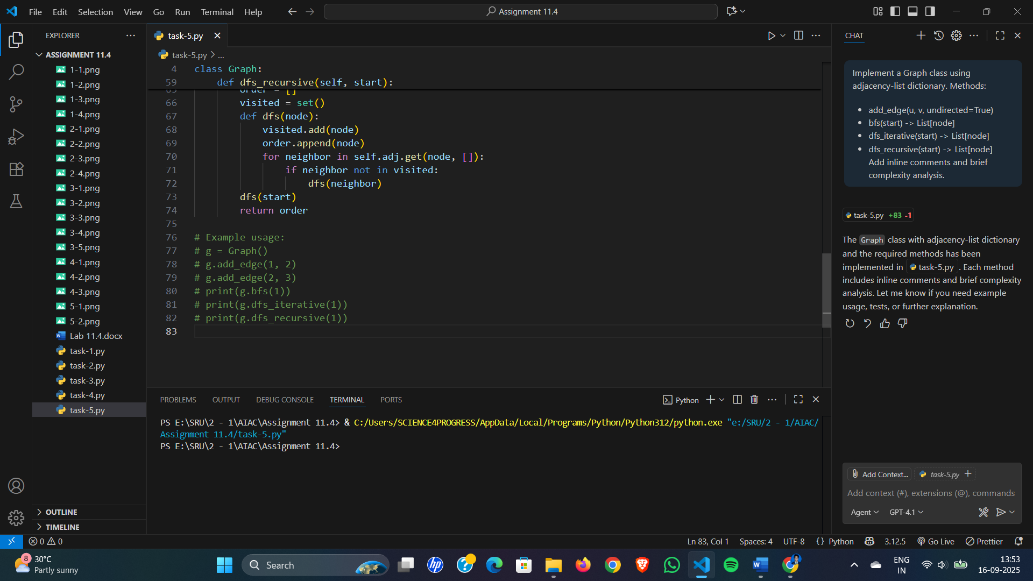 File Edit Selection View Go Run Terminal Help
Assignment 11.4
EXPLORER
ASSIGNMENT 11.4
1-1.png
1-2.png
1-3.png
1-4.png
2-1.png
2-2.png
2-3.png
2-4.png
3-1.png
3-2.png
3-3.png
3-4.png
3-5.png
4-1.png
4-2.png
4-3.png
5-1.png
5-2.png
Lab 11.4.docx
task-1.py
task-2.py
task-3.py
task-4.py
task-5.py
OUTLINE
TIMELINE
task-5.py
task-5.py > ...
4 class Graph:
59 def dfs_recursive(self, start):
65 order = []
66 visited = set()
67 def dfs(node):
68 visited.add(node)
69 order.append(node)
70 for neighbor in self.adj.get(node, []):
71 if neighbor not in visited:
72 dfs(neighbor)
73 dfs(start)
74 return order
75
76 # Example usage:
77 # g = Graph()
78 # g.add_edge(1, 2)
79 # g.add_edge(2, 3)
80 # print(g.bfs(1))
81 # print(g.dfs_iterative(1))
82 # print(g.dfs_recursive(1))
83
PROBLEMS OUTPUT DEBUG CONSOLE TERMINAL PORTS
Python
PS E:\SRU\2 - 1\AIAC\Assignment 11.4> & C:/Users/SCIENCE4PROGRESS/AppData/Local/Programs/Python/Python312/python.exe "e:/SRU/2 - 1/AIAC/
Assignment 11.4/task-5.py"
PS E:\SRU\2 - 1\AIAC\Assignment 11.4>
CHAT
Implement a Graph class using
adjacency-list dictionary. Methods:
• add_edge(u, v, undirected=True)
• bfs(start) -> List[node]
• dfs_iterative(start) -> List[node]
• dfs_recursive(start) -> List[node]
Add inline comments and brief
complexity analysis.
task-5.py +83 -1
The Graph class with adjacency-list dictionary
and the required methods has been
implemented in task-5.py . Each method
includes inline comments and brief complexity
analysis. Let me know if you need example
usage, tests, or further explanation.
Add Context... task-5.py
Add context (#), extensions (@), commands
Agent GPT-4.1
0 0
Ln 83, Col 1 Spaces: 4 UTF-8 Python 3.12.5 Go Live Prettier
8
30°C
Partly sunny
Search
ENG
IN
13:53
16-09-2025